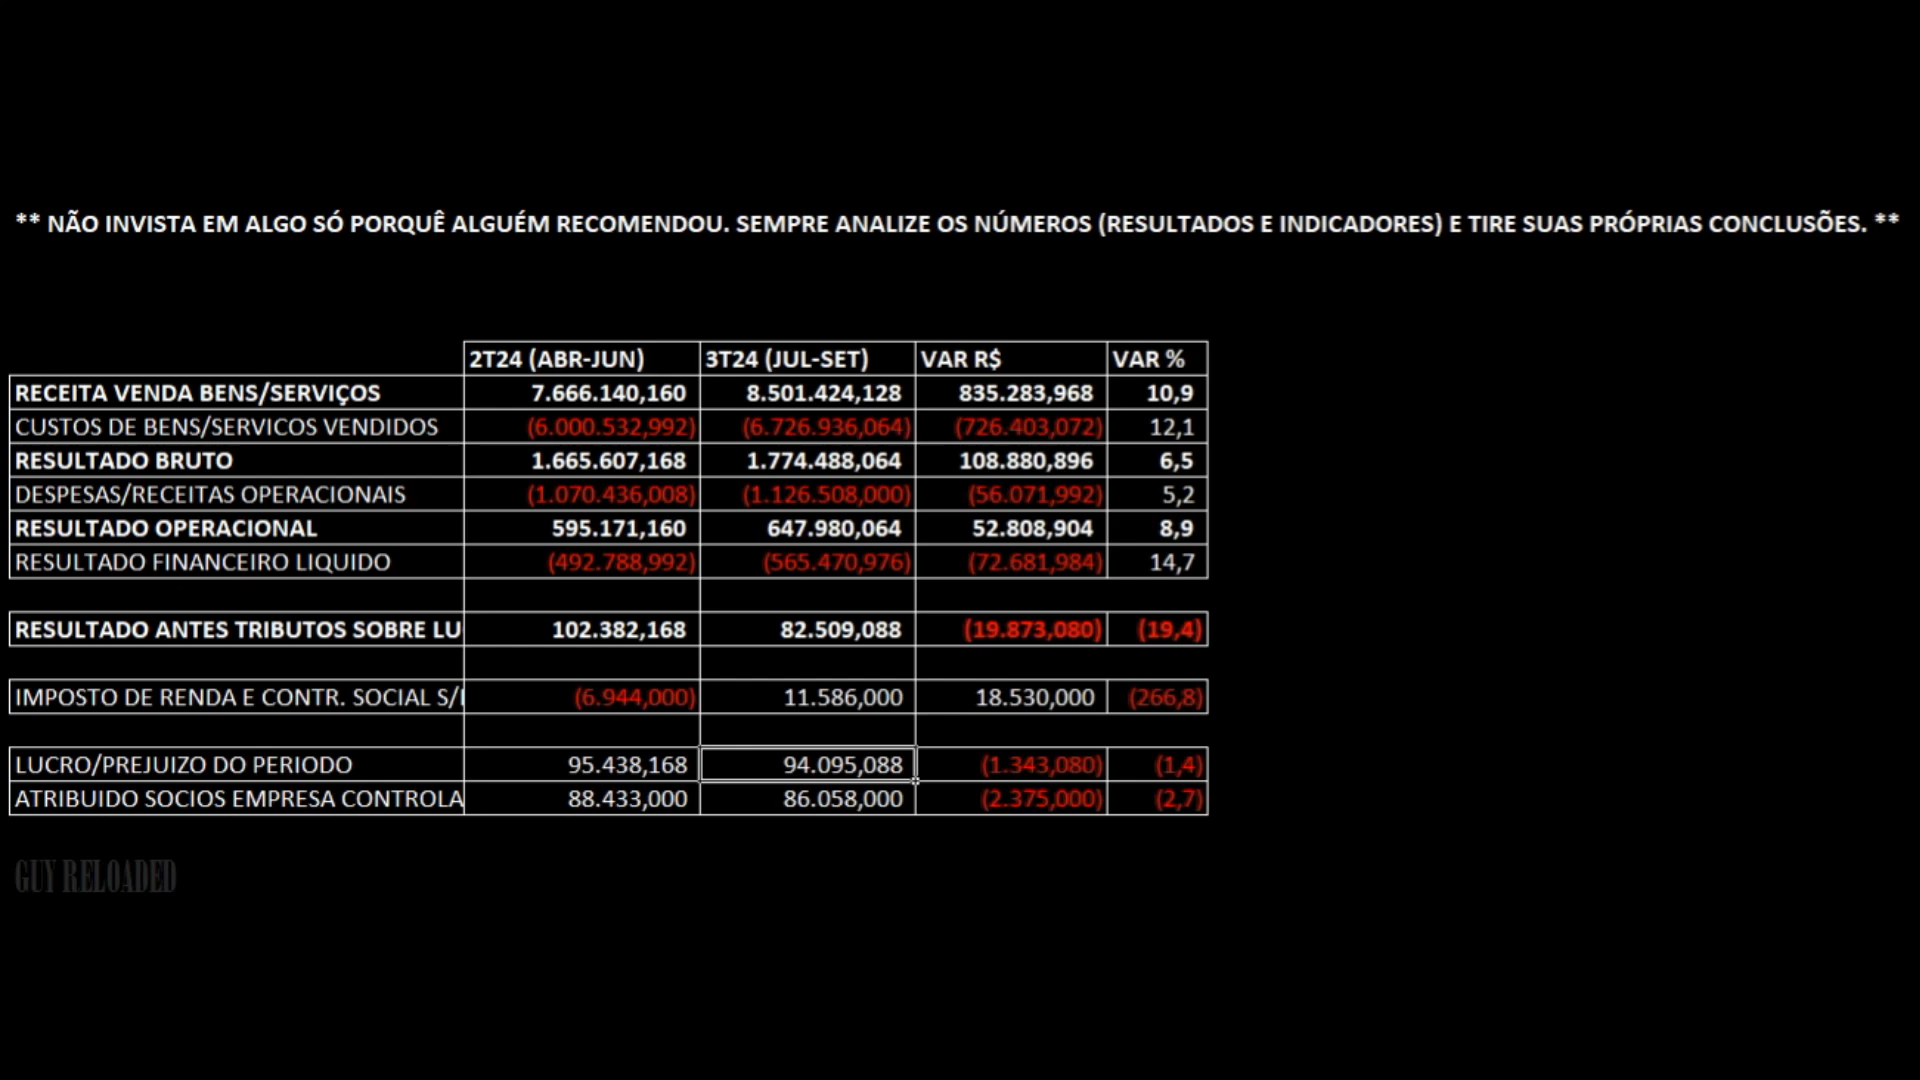 ** NÃO INVISTA EM ALGO SÓ PORQUÊ ALGUÉM RECOMENDOU. SEMPRE ANALIZE OS NÚMEROS (RESULTADOS E INDICADORES) E TIRE SUAS PRÓPRIAS CONCLUSÕES. **
2T24 (ABR-JUN) 3T24 (JUL-SET) VAR R$ VAR %
RECEITA VENDA BENS/SERVIÇOS 7.666.140,160 8.501.424,128 835.283,968 10,9
CUSTOS DE BENS/SERVICOS VENDIDOS (6.000.532,992) (6.726.936,064) (726.403,072) 12,1
RESULTADO BRUTO 1.665.607,168 1.774.488,064 108.880,896 6,5
DESPESAS/RECEITAS OPERACIONAIS (1.070.436,008) (1.126.508,000) (56.071,992) 5,2
RESULTADO OPERACIONAL 595.171,160 647.980,064 52.808,904 8,9
RESULTADO FINANCEIRO LIQUIDO (492.788,992) (565.470,976) (72.681,984) 14,7
RESULTADO ANTES TRIBUTOS SOBRE LU 102.382,168 82.509,088 (19.873,080) (19,4)
IMPOSTO DE RENDA E CONTR. SOCIAL S/ (6.944,000) 11.586,000 18.530,000 (266,8)
LUCRO/PREJUIZO DO PERIODO 95.438,168 94.095,088 (1.343,080) (1,4)
ATRIBUIDO SOCIOS EMPRESA CONTROLA 88.433,000 86.058,000 (2.375,000) (2,7)
GUY RELOADED